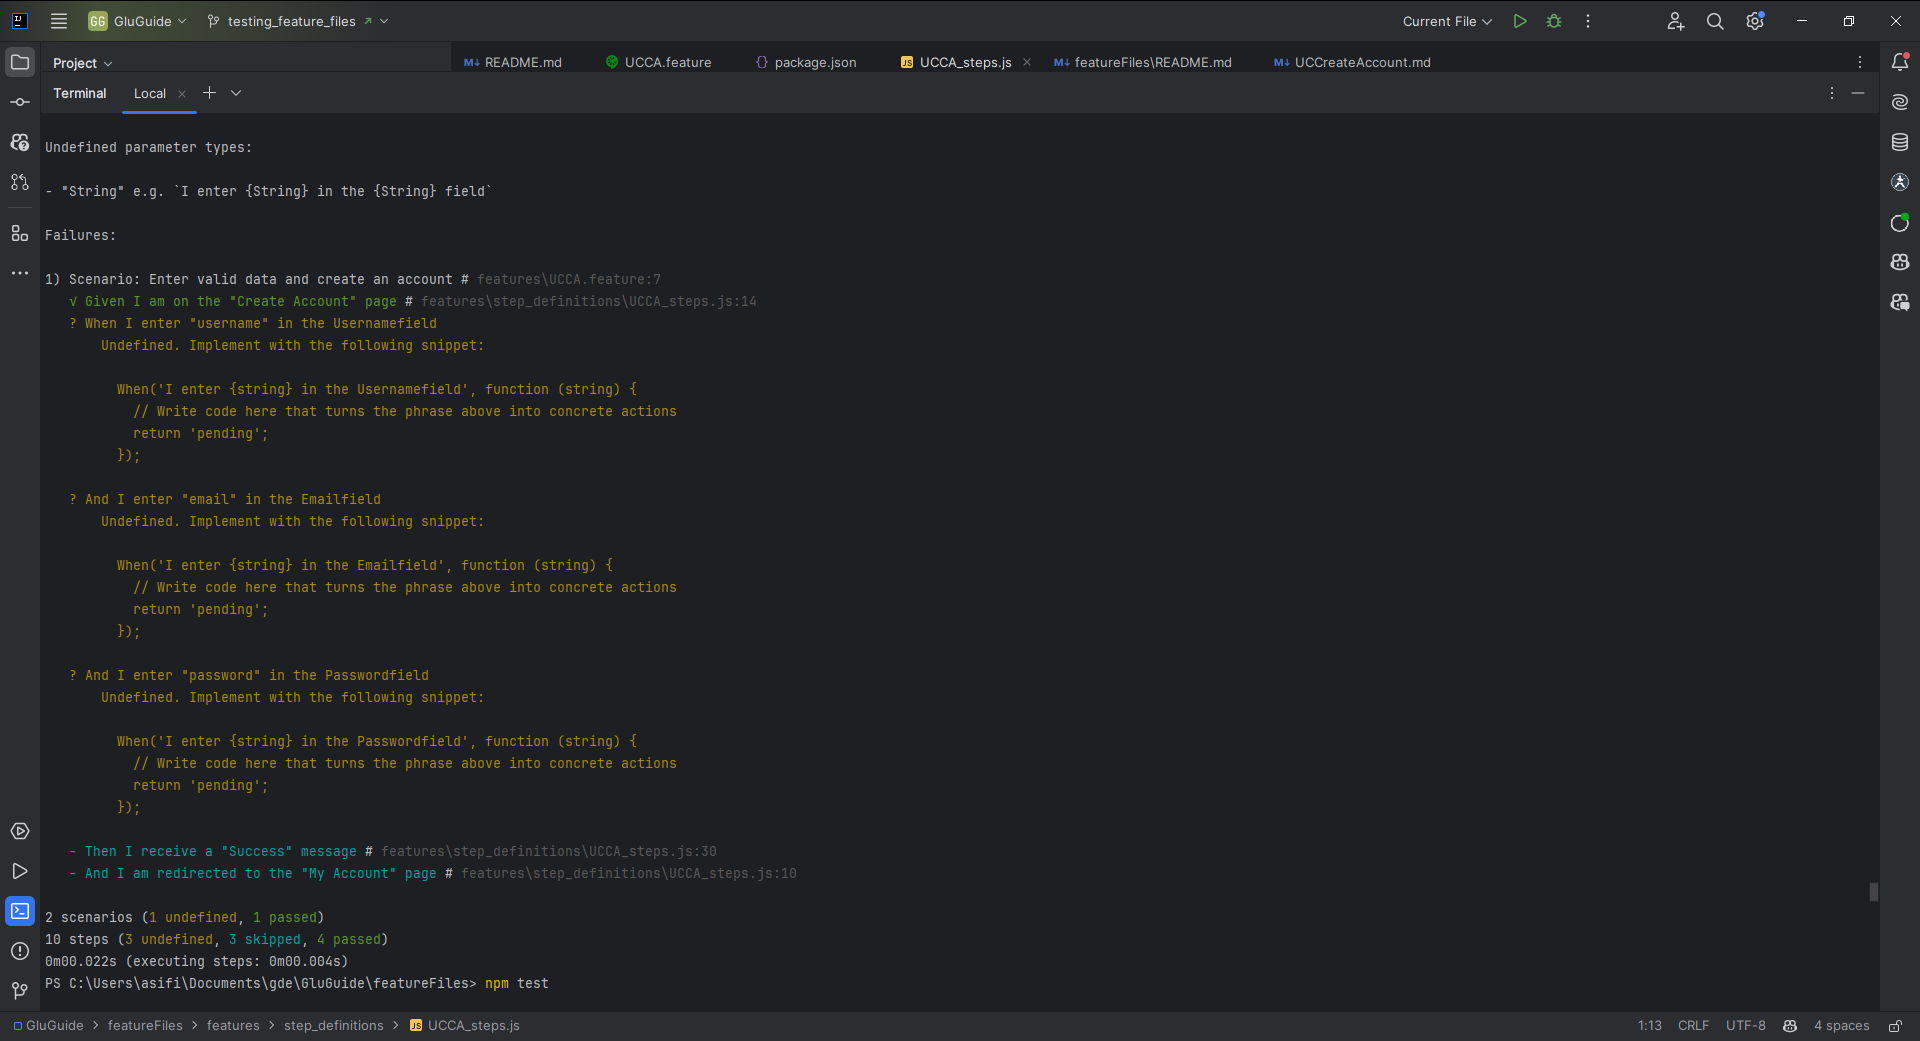 GG GluGuide testing_feature_files Current File
Project README.md UCCA.feature package.json UCCA_steps.js featureFiles\README.md UCCreateAccount.md
Terminal Local
Undefined parameter types:
- "String" e.g. `I enter {String} in the {String} field`
Failures:
1) Scenario: Enter valid data and create an account # features\UCCA.feature:7
√ Given I am on the "Create Account" page # features\step_definitions\UCCA_steps.js:14
? When I enter "username" in the Usernamefield
Undefined. Implement with the following snippet:
When('I enter {string} in the Usernamefield', function (string) {
// Write code here that turns the phrase above into concrete actions
return 'pending';
});
? And I enter "email" in the Emailfield
Undefined. Implement with the following snippet:
When('I enter {string} in the Emailfield', function (string) {
// Write code here that turns the phrase above into concrete actions
return 'pending';
});
? And I enter "password" in the Passwordfield
Undefined. Implement with the following snippet:
When('I enter {string} in the Passwordfield', function (string) {
// Write code here that turns the phrase above into concrete actions
return 'pending';
});
- Then I receive a "Success" message # features\step_definitions\UCCA_steps.js:30
- And I am redirected to the "My Account" page # features\step_definitions\UCCA_steps.js:10
2 scenarios (1 undefined, 1 passed)
10 steps (3 undefined, 3 skipped, 4 passed)
0m00.022s (executing steps: 0m00.004s)
PS C:\Users\asifi\Documents\gde\GluGuide\featureFiles> npm test
GluGuide > featureFiles > features > step_definitions > UCCA_steps.js 1:13 CRLF UTF-8 4 spaces